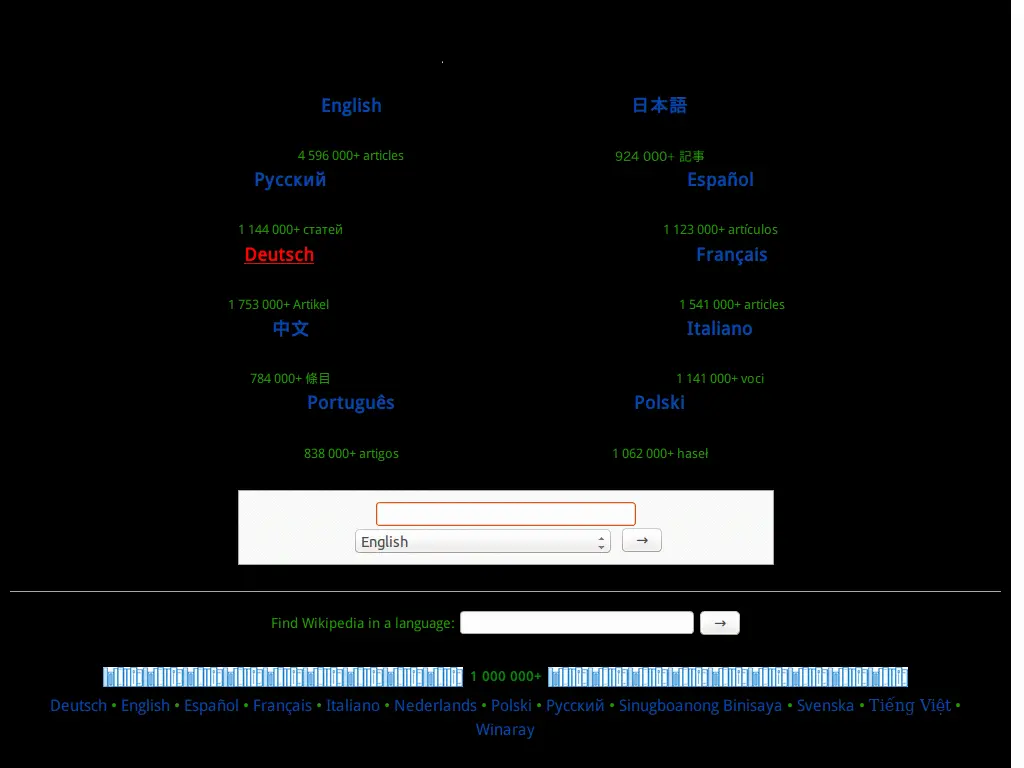 English 日本語
4 596 000+ articles 924 000+ 記事
Русский Español
1 144 000+ статей 1 123 000+ artículos
Deutsch Français
1 753 000+ Artikel 1 541 000+ articles
中文 Italiano
784 000+ 條目 1 141 000+ voci
Português Polski
838 000+ artigos 1 062 000+ haseł
English →
Find Wikipedia in a language: →
1 000 000+
Deutsch • English • Español • Français • Italiano • Nederlands • Polski • Русский • Sinugboanong Binisaya • Svenska • Tiếng Việt •
Winaray